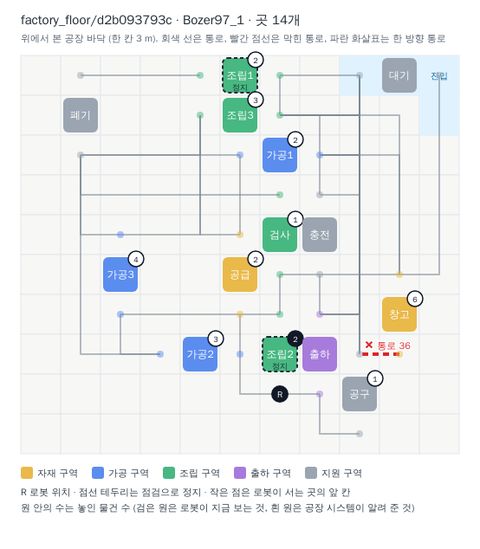 factory_floor/d2b093793c · Bozer97_1 · 곳 14개
위에서 본 공장 바닥 (한 칸 3 m). 회색 선은 통로, 빨간 점선은 막힌 통로, 파란 화살표는 한 방향 통로
2
조립1
정지
대기
진입
3
조립3
폐기
2
가공1
1
검사
충전
4
가공3
2
공급
6
창고
3
가공2
2
조립2
정지
출하
✕ 통로 36
1
공구
R
자재 구역
가공 구역
조립 구역
출하 구역
지원 구역
R 로봇 위치 · 점선 테두리는 점검으로 정지 · 작은 점은 로봇이 서는 곳의 앞 칸
원 안의 수는 놓인 물건 수 (검은 원은 로봇이 지금 보는 것, 흰 원은 공장 시스템이 알려 준 것)